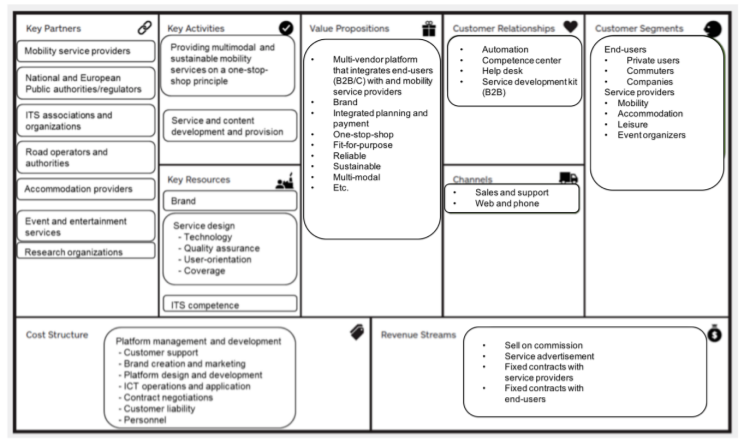 Key Partners
Mobility service providers
National and European
Public authorities/regulators
ITS associations and
organizations
Road operators and
authorities
Accommodation providers
Event and entertainment
services
Research organizations
Key Activities
Providing multimodal and
sustainable mobility
services on a one-stop-
shop principle
Service and content
development and provision
Key Resources
Brand
Service design
- Technology
- Quality assurance
- User-orientation
- Coverage
ITS competence
Value Propositions
• Multi-vendor platform
that integrates end-users
(B2B/C) with and mobility
service providers
• Brand
• Integrated planning and
payment
• One-stop-shop
• Fit-for-purpose
• Reliable
• Sustainable
• Multi-modal
• Etc.
Customer Relationships
• Automation
• Competence center
• Help desk
• Service development kit
(B2B)
Channels
• Sales and support
• Web and phone
Customer Segments
End-users
• Private users
• Commuters
• Companies
Service providers
• Mobility
• Accommodation
• Leisure
• Event organizers
Cost Structure
Platform management and development
- Customer support
- Brand creation and marketing
- Platform design and development
- ICT operations and application
- Contract negotiations
- Customer liability
- Personnel
Revenue Streams
• Sell on commission
• Service advertisement
• Fixed contracts with
service providers
• Fixed contracts with
end-users